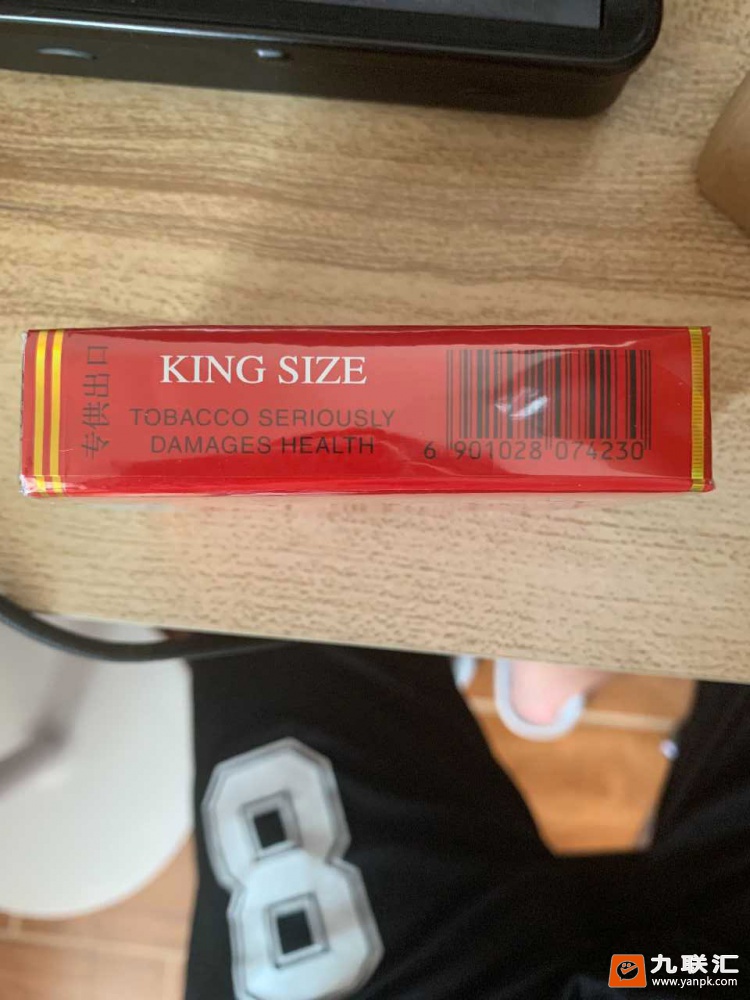 专供出口
KING SIZE
TOBACCO SERIOUSLY
DAMAGES HEALTH
6 901028 074230
8
九联汇
www.yanpk.com